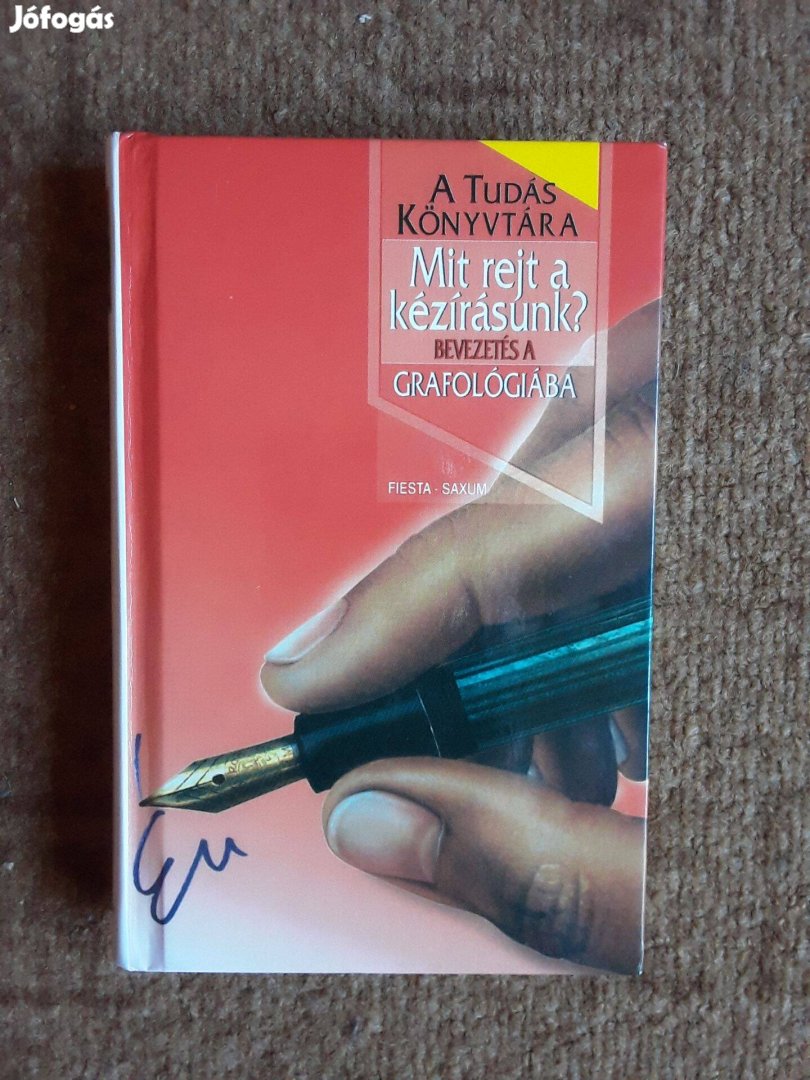 Jófogás
A TUDÁS
KÖNYVTÁRA
Mit rejt a
kézírásunk?
BEVEZETÉS A
GRAFOLÓGIÁBA
FIESTA - SAXUM